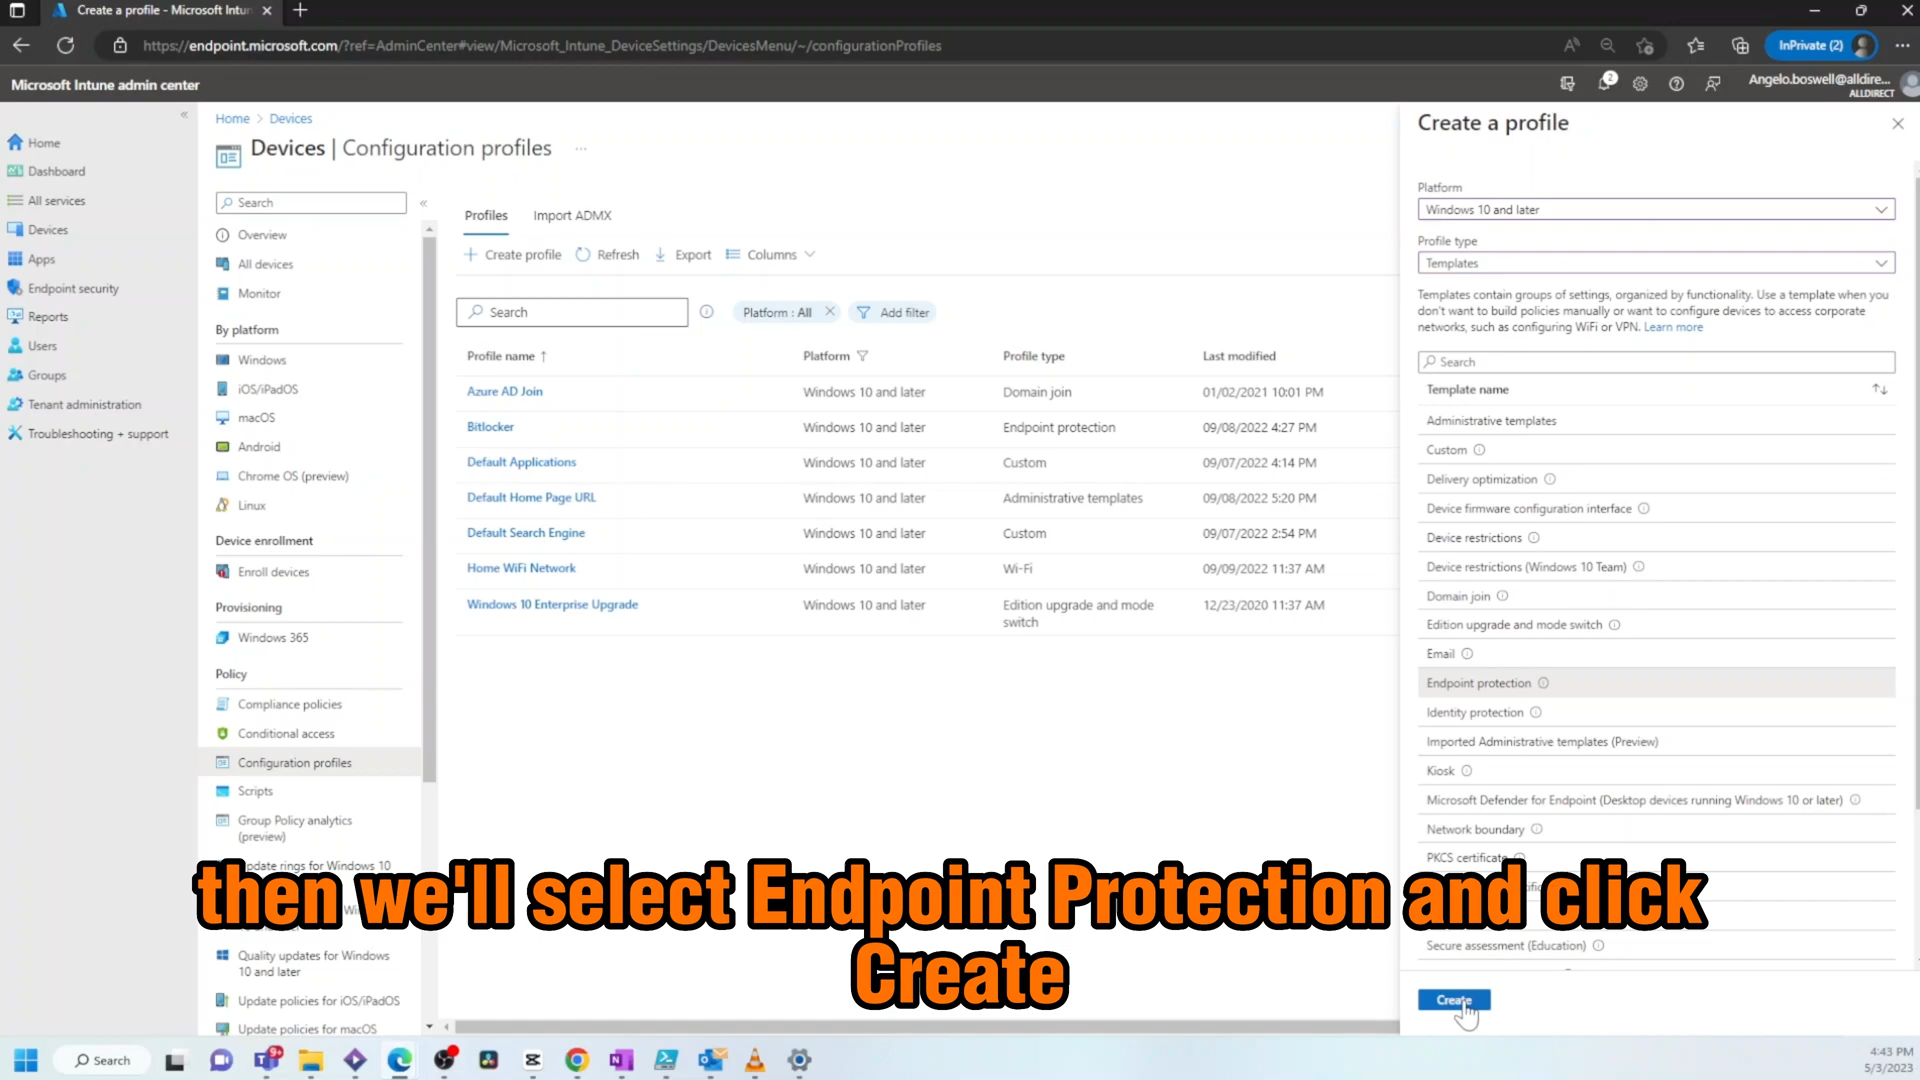 Create a profile - Microsoft Intun
https://endpoint.microsoft.com/?ref=AdminCenter#view/Microsoft_Intune_DeviceSettings/DevicesMenu/~/configurationProfiles
InPrivate (2)
Microsoft Intune admin center
2
Angelo.boswell@alldire...
ALLDIRECT
Home
Dashboard
All services
Devices
Apps
Endpoint security
Reports
Users
Groups
Tenant administration
Troubleshooting + support
Home > Devices
Devices | Configuration profiles
Search
Overview
All devices
Monitor
By platform
Windows
iOS/iPadOS
macOS
Android
Chrome OS (preview)
Linux
Device enrollment
Enroll devices
Provisioning
Windows 365
Policy
Compliance policies
Conditional access
Configuration profiles
Scripts
Group Policy analytics
(preview)
Update rings for Windows 10
Quality updates for Windows
10 and later
Update policies for iOS/iPadOS
Update policies for macOS
Profiles Import ADMX
Create profile Refresh Export Columns
Search Platform : All Add filter
Profile name ↑ Platform Profile type Last modified
Azure AD Join Windows 10 and later Domain join 01/02/2021 10:01 PM
Bitlocker Windows 10 and later Endpoint protection 09/08/2022 4:27 PM
Default Applications Windows 10 and later Custom 09/07/2022 4:14 PM
Default Home Page URL Windows 10 and later Administrative templates 09/08/2022 5:20 PM
Default Search Engine Windows 10 and later Custom 09/07/2022 2:54 PM
Home WiFi Network Windows 10 and later Wi-Fi 09/09/2022 11:37 AM
Windows 10 Enterprise Upgrade Windows 10 and later Edition upgrade and mode 12/23/2020 11:37 AM
switch
Create a profile
Platform
Windows 10 and later
Profile type
Templates
Templates contain groups of settings, organized by functionality. Use a template when you
don't want to build policies manually or want to configure devices to access corporate
networks, such as configuring WiFi or VPN. Learn more
Search
Template name
Administrative templates
Custom
Delivery optimization
Device firmware configuration interface
Device restrictions
Device restrictions (Windows 10 Team)
Domain join
Edition upgrade and mode switch
Email
Endpoint protection
Identity protection
Imported Administrative templates (Preview)
Kiosk
Microsoft Defender for Endpoint (Desktop devices running Windows 10 or later)
Network boundary
PKCS certificate
Secure assessment (Education)
Create
then we'll select Endpoint Protection and click
Create
Search
9+
4:43 PM
5/3/2023